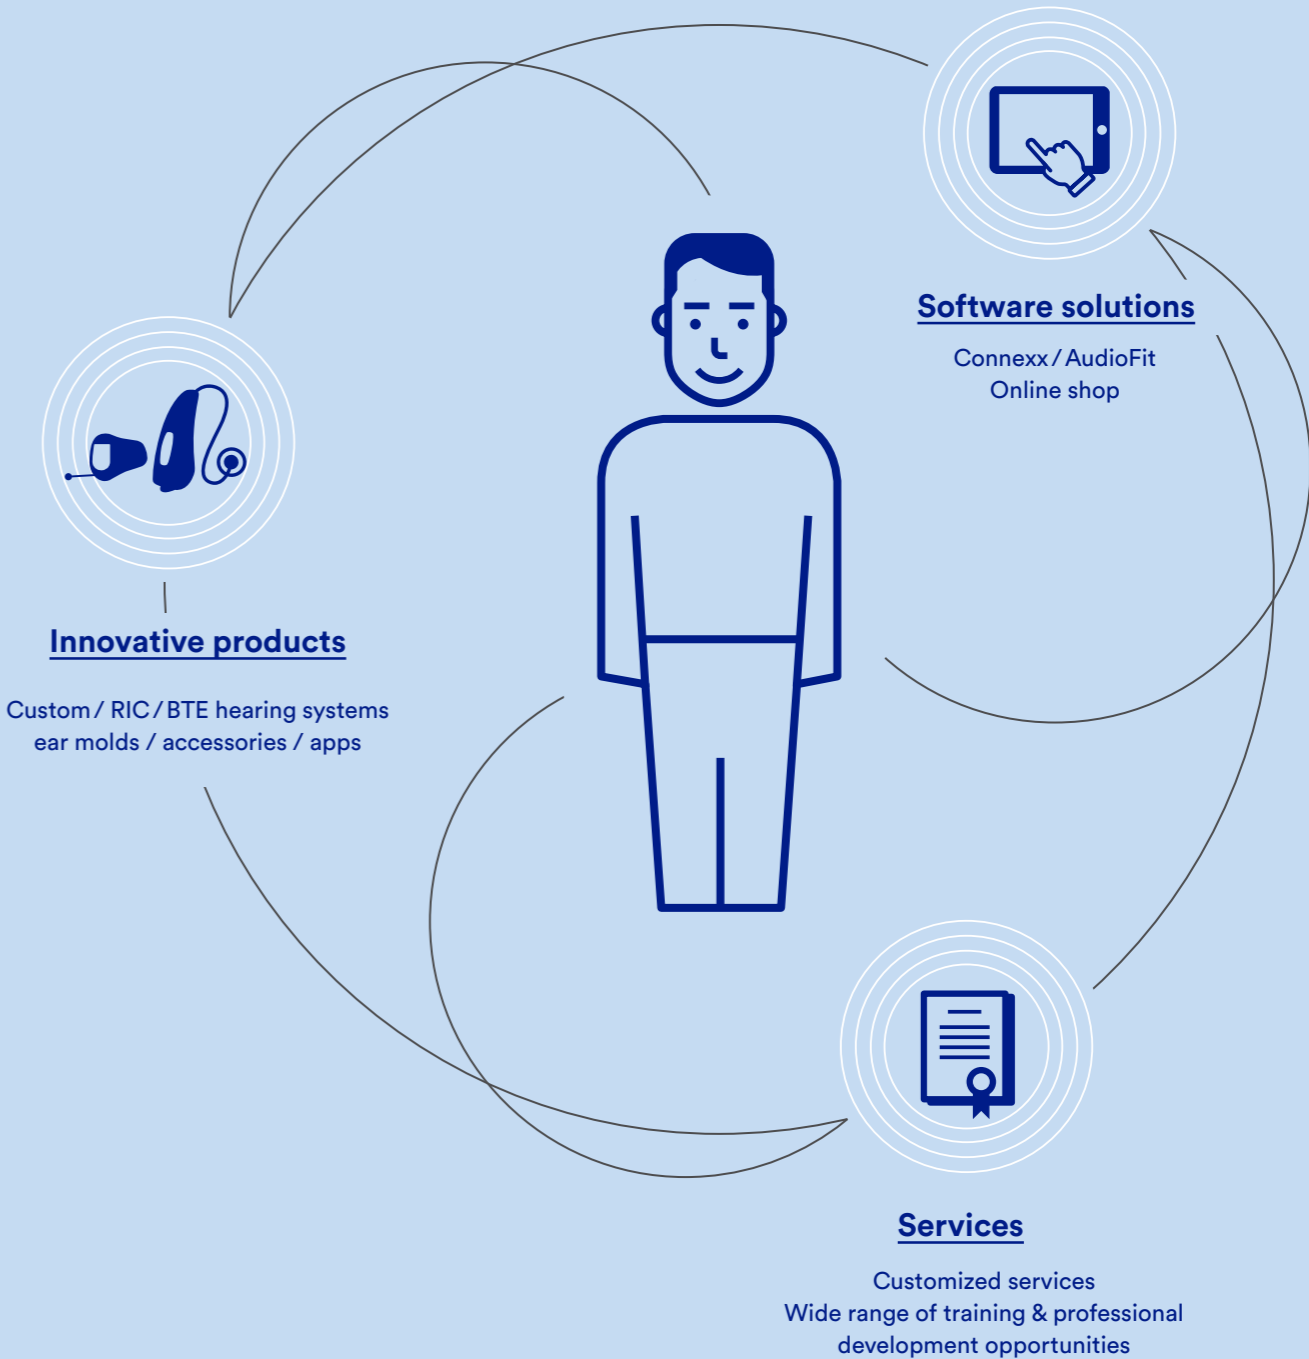 Software solutions
Connexx / AudioFit
Online shop
Innovative products
Custom / RIC / BTE hearing systems
ear molds / accessories / apps
Services
Customized services
Wide range of training & professional
development opportunities